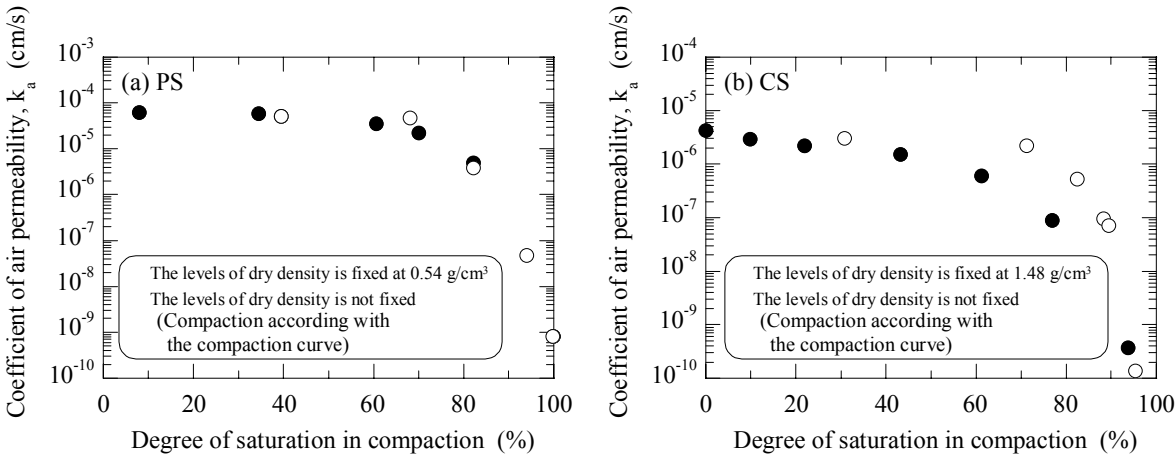 Coefficient of air permeability, kₐ (cm/s)
10⁻³
10⁻⁴
10⁻⁵
10⁻⁶
10⁻⁷
10⁻⁸
10⁻⁹
10⁻¹⁰
(a) PS
The levels of dry density is fixed at 0.54 g/cm³
The levels of dry density is not fixed
(Compaction according with
the compaction curve)
0 20 40 60 80 100
Degree of saturation in compaction (%)
Coefficient of air permeability, kₐ (cm/s)
10⁻⁴
10⁻⁵
10⁻⁶
10⁻⁷
10⁻⁸
10⁻⁹
10⁻¹⁰
(b) CS
The levels of dry density is fixed at 1.48 g/cm³
The levels of dry density is not fixed
(Compaction according with
the compaction curve)
0 20 40 60 80 100
Degree of saturation in compaction (%)